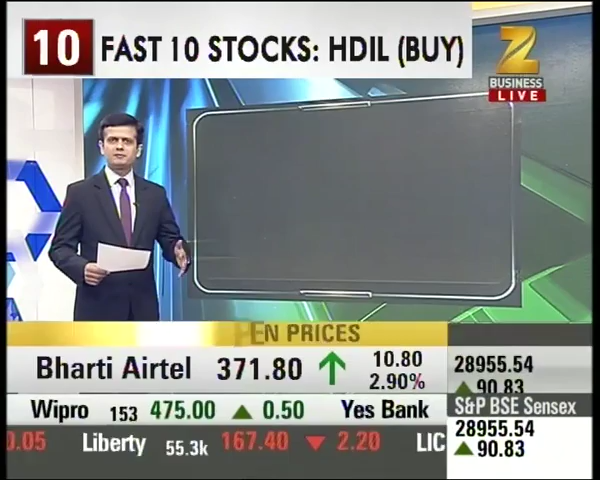 10 FAST 10 STOCKS: HDIL (BUY)
Z
BUSINESS
LIVE
EN PRICES
Bharti Airtel 371.80 10.80
2.90%
28955.54
90.83
Wipro 153 475.00 0.50 Yes Bank
S&P BSE Sensex
28955.54
90.83
0.05 Liberty 55.3k 167.40 2.20 LIC